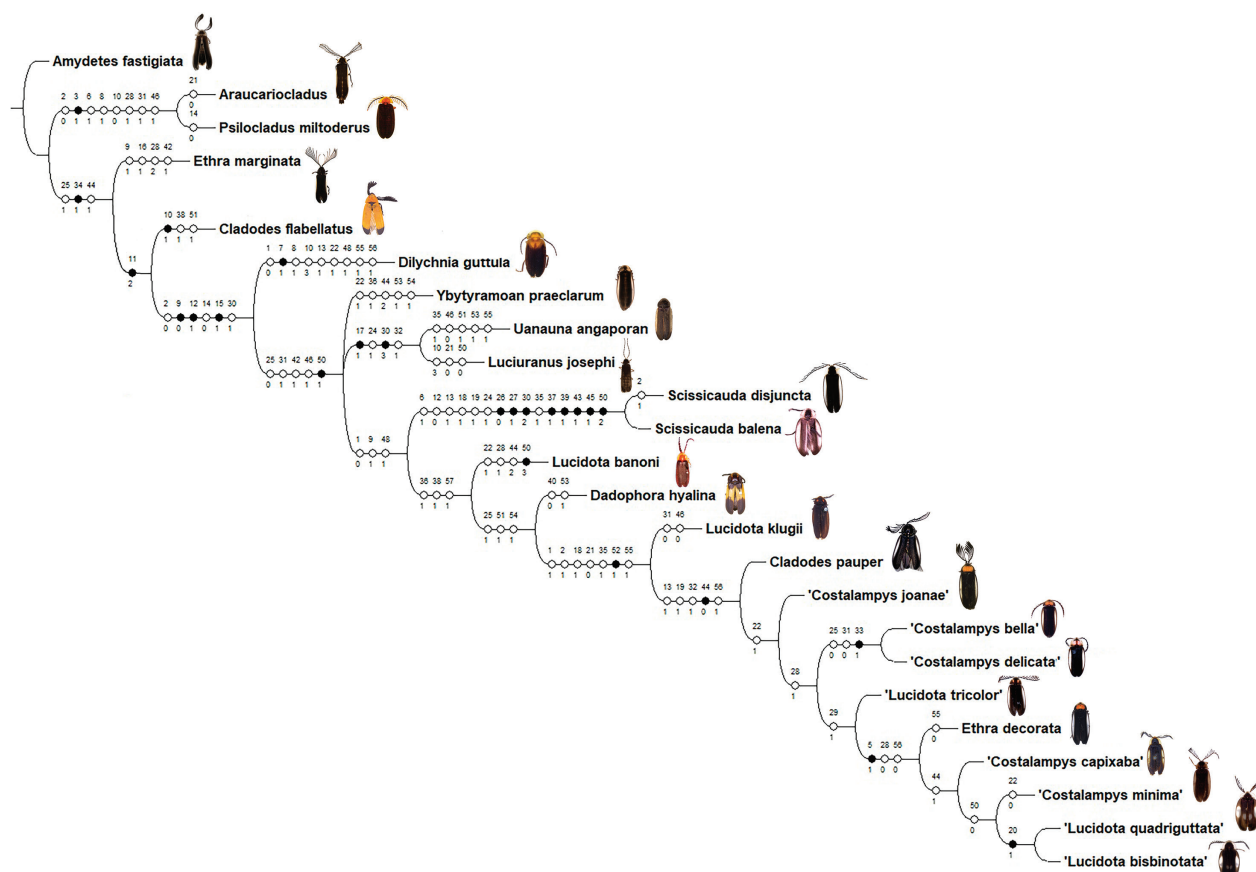 Amydetes fastigiata
21
Araucariocladus
0
2 3 6 8 10 28 31 46
0 1 1 1 0 1 1 1
14
Psilocladus miltoderus
0
9 16 28 42
Ethra marginata
1 1 2 1
25 34 44
1 1 1
10 38 51
Cladodes flabellatus
1 1 1
11
2
1 7 8 10 13 22 48 55 56
Dilychnia guttula
0 1 1 3 1 1 1 1 1
2 9 12 14 15 30
0 0 1 0 1 1
22 36 44 53 54
Ybytyramoan praeclarum
1 1 2 1 1
35 46 51 53 55
Uanauna angaporan
1 0 1 1 1
17 24 30 32
1 1 3 1
10 21 50
Luciuranus josephi
3 0 0
25 31 42 46 50
0 1 1 1 1
2
Scissicauda disjuncta
1
6 12 13 18 19 24 26 27 30 35 37 39 43 45 50
1 0 1 1 1 1 0 1 2 1 1 1 1 1 2
Scissicauda balena
1 9 48
0 1 1
22 28 44 50
Lucidota banoni
1 1 2 3
36 38 57
1 1 1
40 53
Dadophora hyalina
0 1
25 51 54
1 1 1
31 46
Lucidota klugii
0 0
1 2 18 21 35 52 55
1 1 1 0 1 1 1
Cladodes pauper
13 19 32 44 56
1 1 1 0 1
'Costalampys joanae'
22
1
'Costalampys bella'
25 31 33
0 0 1
'Costalampys delicata'
28
1
'Lucidota tricolor'
29
1
55
Ethra decorata
0
5 28 56
1 0 0
'Costalampys capixaba'
44
1
22
'Costalampys minima'
0
50
0
'Lucidota quadriguttata'
20
1
'Lucidota bisbinotata'